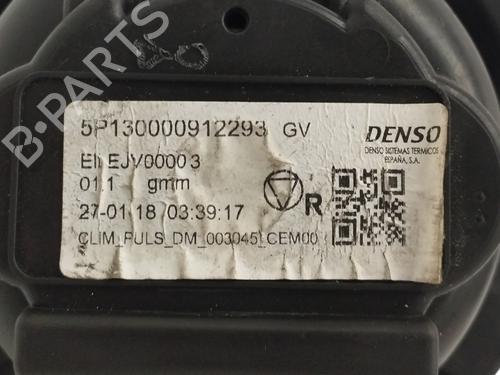 B-PARTS
5P130000912293 GV
DENSO
DENSO SISTEMAS TERMICOS
ESPAÑA, S.A.
EJV0000 3
01.1 gmm
R
27-01-18 03:39:17
CLIM_PULS_DM_003045_CEM00